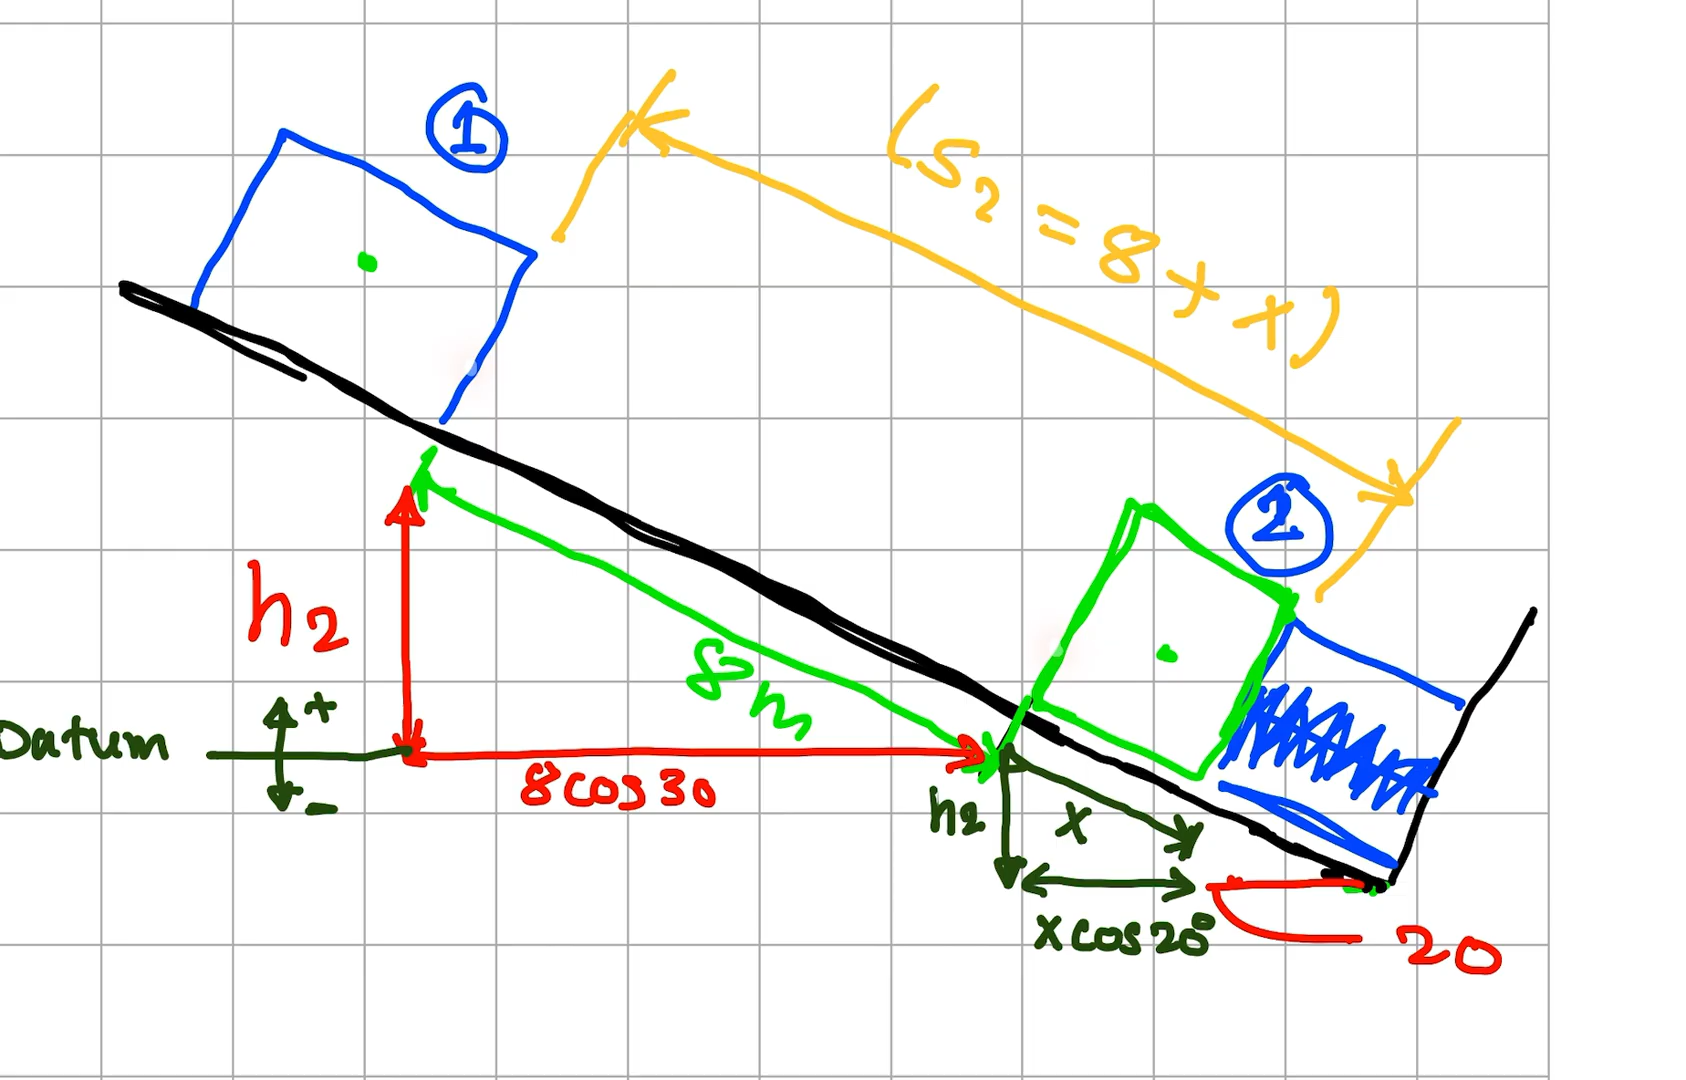 1
(S2 = 8 + x)
2
h2
8m
+
Datum
-
8cos30
h2
x
xcos20°
20